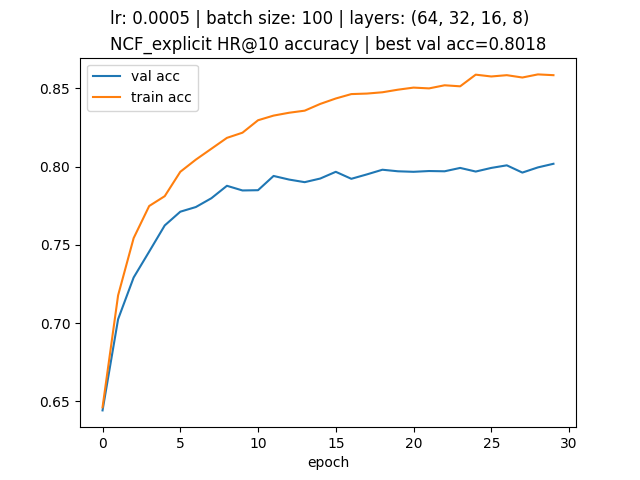 lr: 0.0005 | batch size: 100 | layers: (64, 32, 16, 8)
NCF_explicit HR@10 accuracy | best val acc=0.8018
val acc
train acc
0.85
0.80
0.75
0.70
0.65
0 5 10 15 20 25 30
epoch